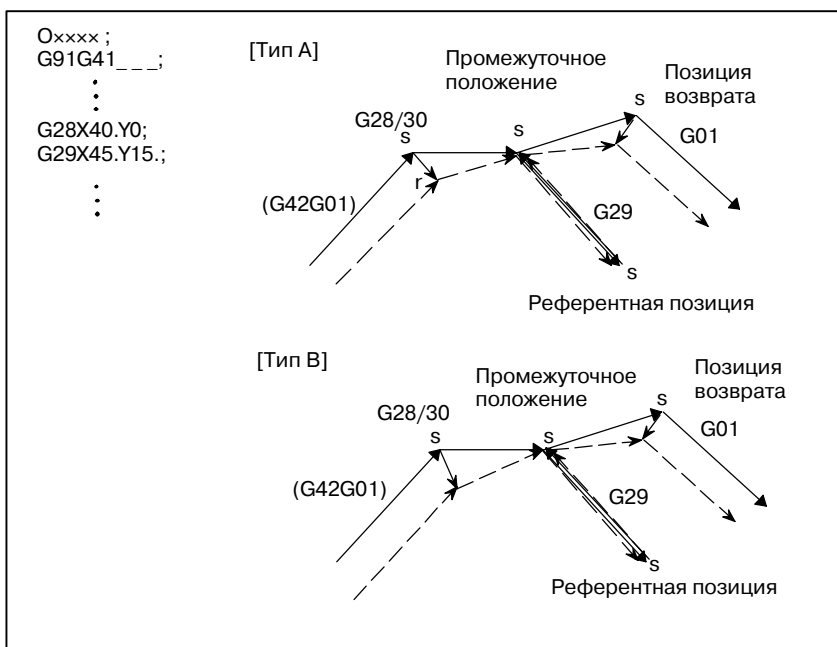 O×××× ;
G91G41_ _ _;
G28X40.Y0;
G29X45.Y15.;
[Тип A]
Промежуточное
положение
Позиция
возврата
G28/30
s
s
s
G01
r
(G42G01)
G29
s
Референтная позиция
[Тип B]
Промежуточное
положение
Позиция
возврата
G28/30
s
s
s
G01
(G42G01)
G29
s
Референтная позиция